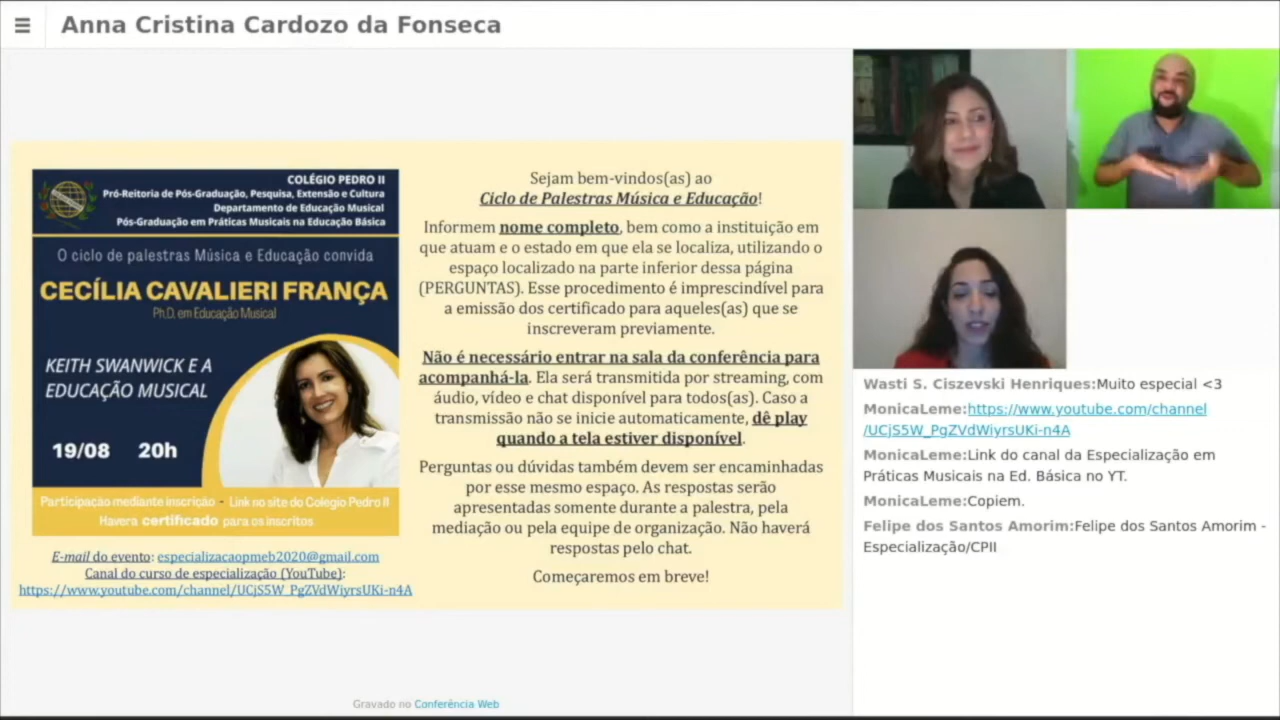 Anna Cristina Cardozo da Fonseca
COLÉGIO PEDRO II
Pró-Reitoria de Pós-Graduação, Pesquisa, Extensão e Cultura
Departamento de Educação Musical
Pós-Graduação em Práticas Musicais na Educação Básica
O ciclo de palestras Música e Educação convida
CECÍLIA CAVALIERI FRANÇA
Ph.D. em Educação Musical
KEITH SWANWICK E A
EDUCAÇÃO MUSICAL
19/08 20h
Participação mediante inscrição - Link no site do Colégio Pedro II
Haverá certificado para os inscritos
E-mail do evento: especializacaopmeb2020@gmail.com
Canal do curso de especialização (YouTube):
https://www.youtube.com/channel/UCjS5W_PgZVdWiyrsUKi-n4A
Sejam bem-vindos(as) ao
Ciclo de Palestras Música e Educação!
Informem nome completo, bem como a instituição em
que atuam e o estado em que ela se localiza, utilizando o
espaço localizado na parte inferior dessa página
(PERGUNTAS). Esse procedimento é imprescindível para
a emissão dos certificado para aqueles(as) que se
inscreveram previamente.
Não é necessário entrar na sala da conferência para
acompanhá-la. Ela será transmitida por streaming, com
áudio, vídeo e chat disponível para todos(as). Caso a
transmissão não se inicie automaticamente, dê play
quando a tela estiver disponível.
Perguntas ou dúvidas também devem ser encaminhadas
por esse mesmo espaço. As respostas serão
apresentadas somente durante a palestra, pela
mediação ou pela equipe de organização. Não haverá
respostas pelo chat.
Começaremos em breve!
Wasti S. Ciszevski Henriques:Muito especial <3
MonicaLeme:https://www.youtube.com/channel
/UCjS5W_PgZVdWiyrsUKi-n4A
MonicaLeme:Link do canal da Especialização em
Práticas Musicais na Ed. Básica no YT.
MonicaLeme:Copiem.
Felipe dos Santos Amorim:Felipe dos Santos Amorim -
Especialização/CPII
Gravado no Conferência Web